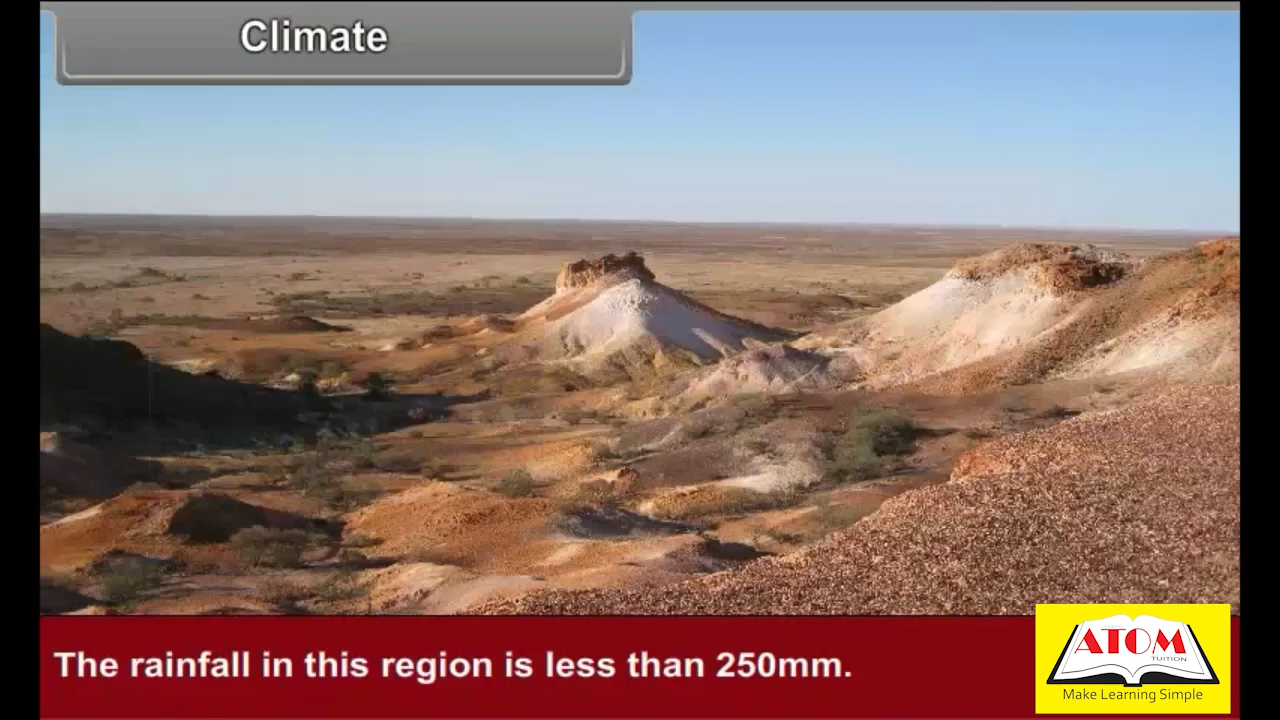 Climate
The rainfall in this region is less than 250mm.
ATOM
TUITION
Make Learning Simple